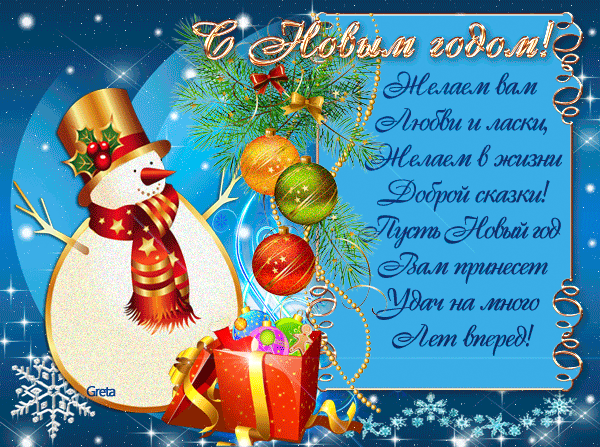 С Новым годом!
Желаем вам
Любви и ласки,
Желаем в жизни
Доброй сказки!
Пусть Новый год
Вам принесет
Удач на много
Лет вперед!
Greta